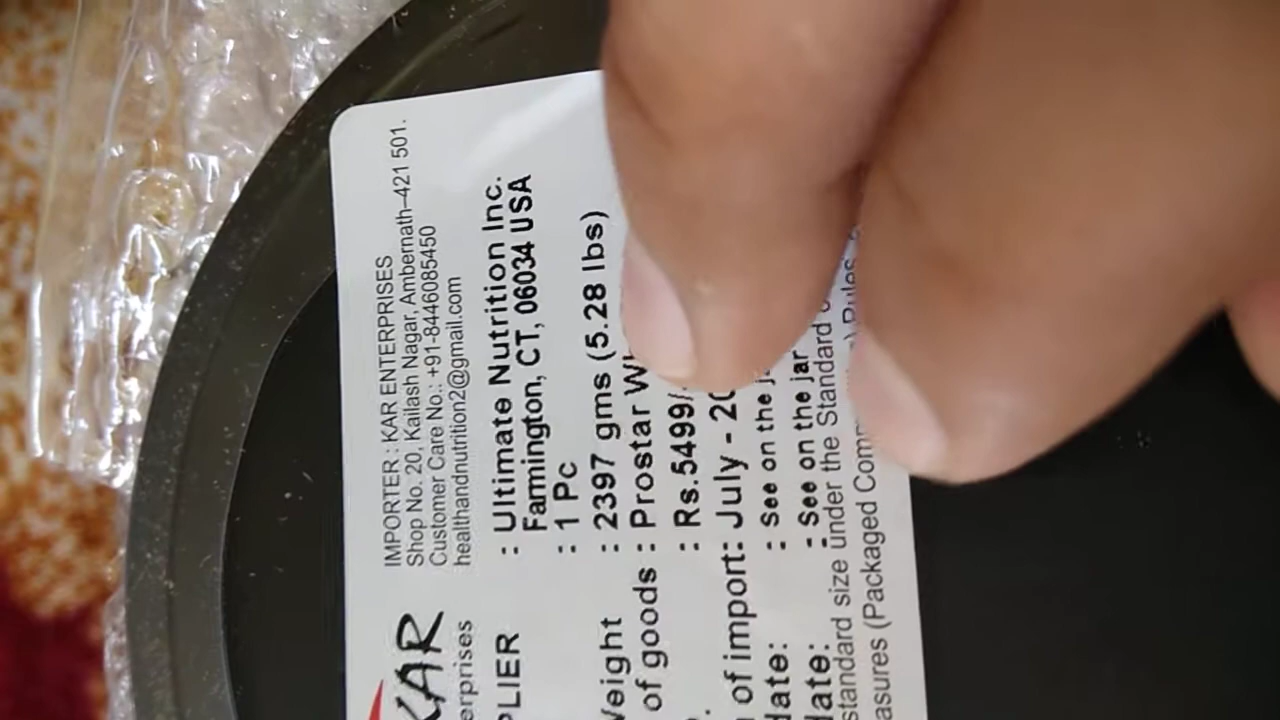 IMPORTER : KAR ENTERPRISES
Shop No. 20, Kailash Nagar, Ambernath–421 501.
Customer Care No.: +91-8446085450
healthandnutrition2@gmail.com
KAR
erprises
PLIER : Ultimate Nutrition Inc.
Farmington, CT, 06034 USA
: 1 Pc
Weight : 2397 gms (5.28 lbs)
of goods : Prostar Wh
: Rs.5499/
of import: July - 20
date: : See on the j
date: : See on the jar
standard size under the Standard
asures (Packaged Com ) Rules